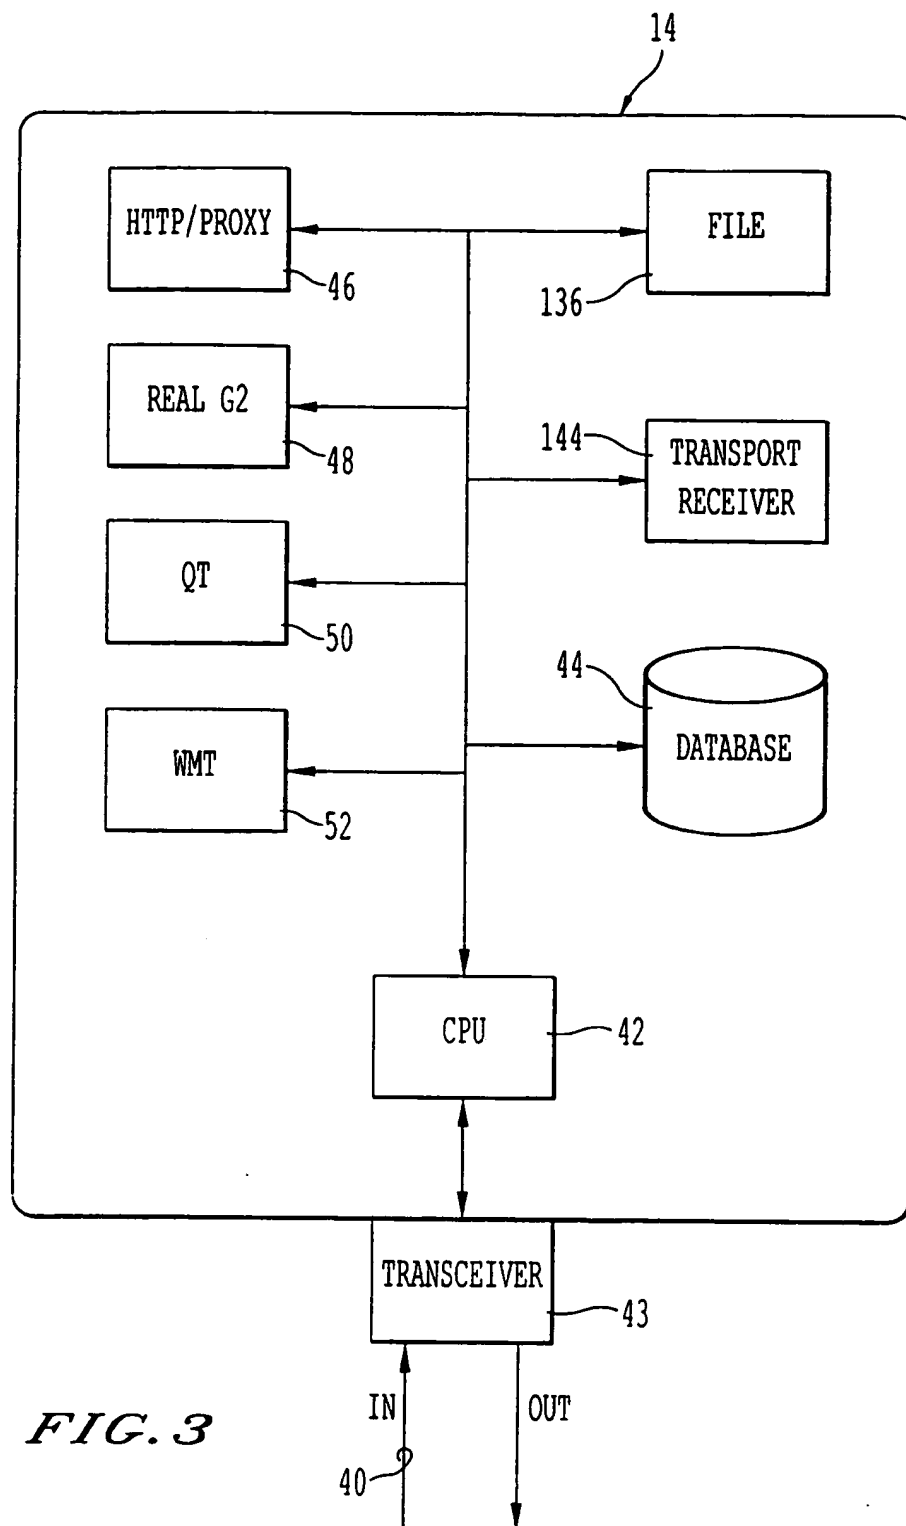 14
HTTP/PROXY
46
FILE
136
REAL G2
48
144
TRANSPORT
RECEIVER
QT
50
44
DATABASE
WMT
52
CPU
42
TRANSCEIVER
43
IN
OUT
40
FIG. 3